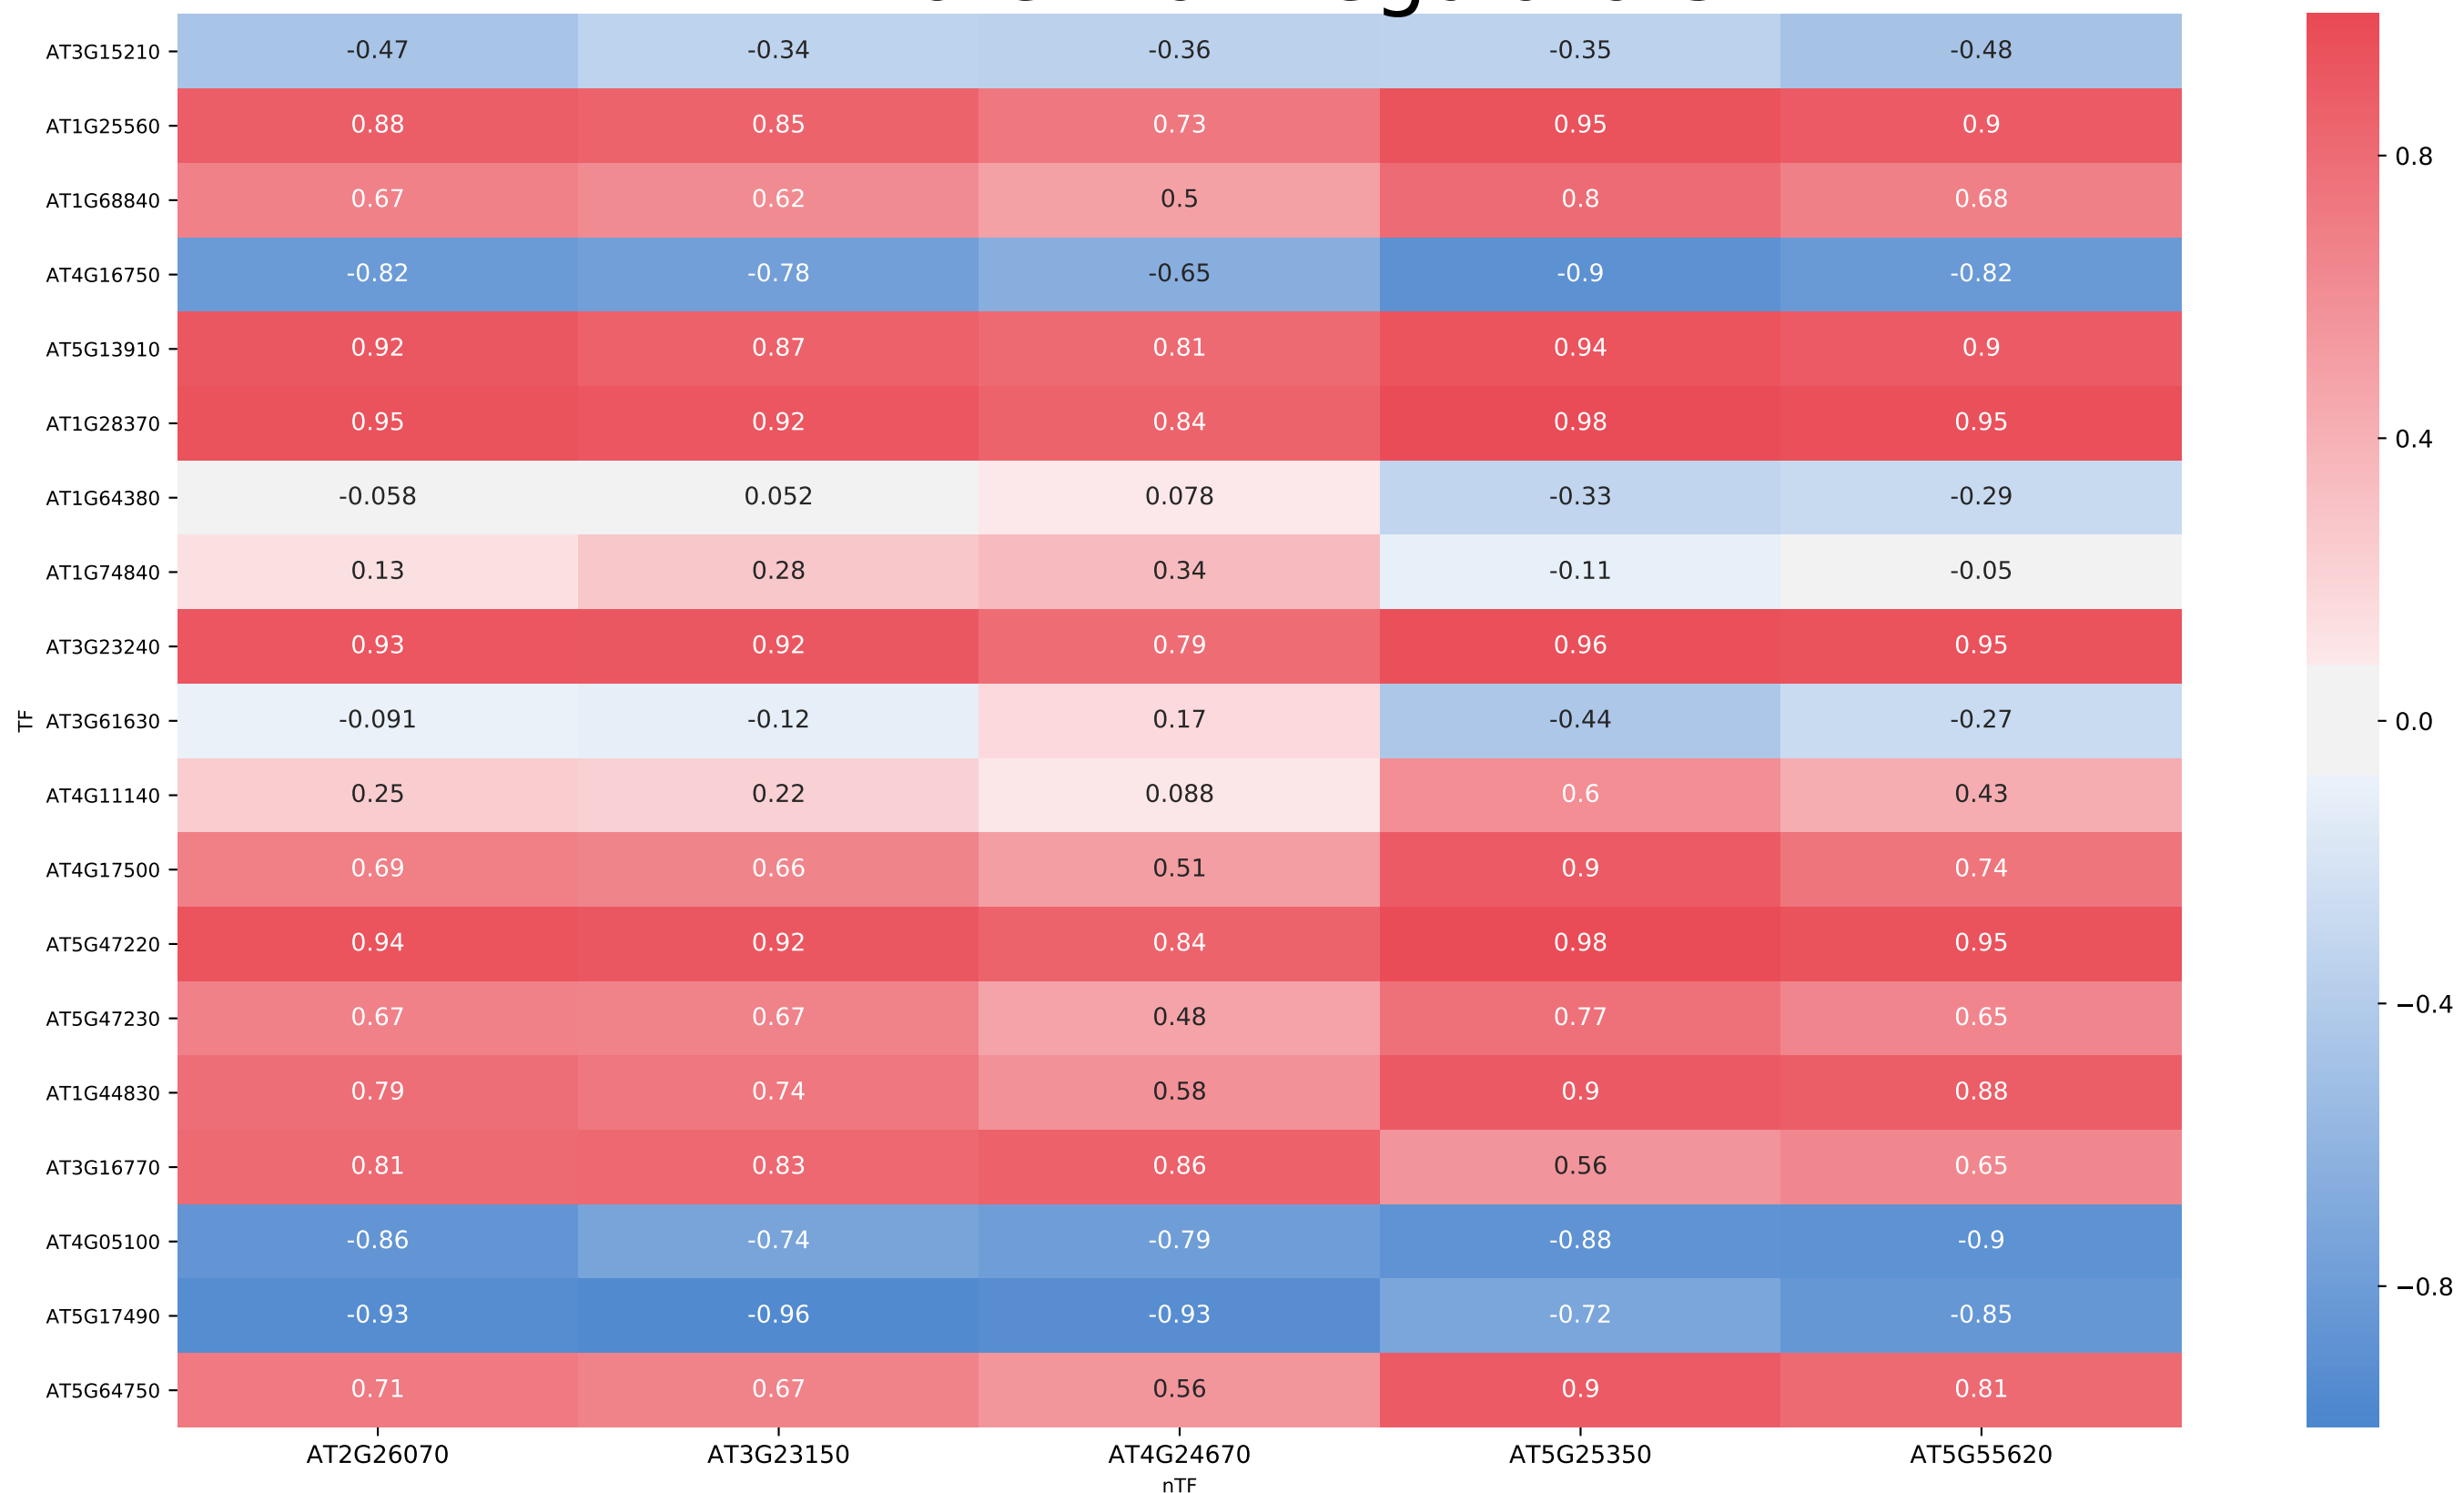 AT3G15210 -0.47 -0.34 -0.36 -0.35 -0.48
AT1G25560 0.88 0.85 0.73 0.95 0.9
0.8
AT1G68840 0.67 0.62 0.5 0.8 0.68
AT4G16750 -0.82 -0.78 -0.65 -0.9 -0.82
AT5G13910 0.92 0.87 0.81 0.94 0.9
AT1G28370 0.95 0.92 0.84 0.98 0.95
0.4
AT1G64380 -0.058 0.052 0.078 -0.33 -0.29
AT1G74840 0.13 0.28 0.34 -0.11 -0.05
AT3G23240 0.93 0.92 0.79 0.96 0.95
TF
AT3G61630 -0.091 -0.12 0.17 -0.44 -0.27
0.0
AT4G11140 0.25 0.22 0.088 0.6 0.43
AT4G17500 0.69 0.66 0.51 0.9 0.74
AT5G47220 0.94 0.92 0.84 0.98 0.95
−0.4
AT5G47230 0.67 0.67 0.48 0.77 0.65
AT1G44830 0.79 0.74 0.58 0.9 0.88
AT3G16770 0.81 0.83 0.86 0.56 0.65
AT4G05100 -0.86 -0.74 -0.79 -0.88 -0.9
−0.8
AT5G17490 -0.93 -0.96 -0.93 -0.72 -0.85
AT5G64750 0.71 0.67 0.56 0.9 0.81
AT2G26070 AT3G23150 AT4G24670 AT5G25350 AT5G55620
nTF